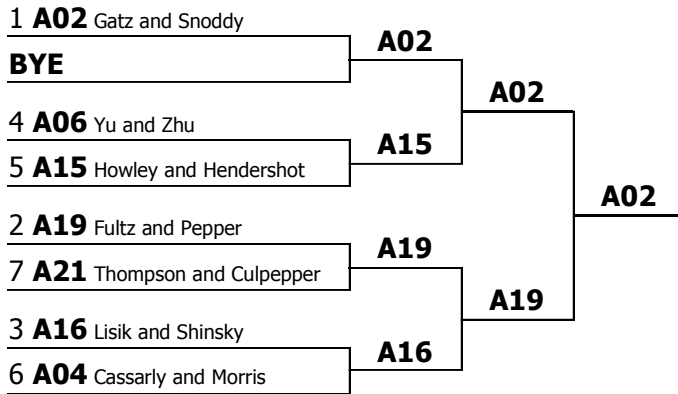 1 A02 Gatz and Snoddy
BYE
4 A06 Yu and Zhu
5 A15 Howley and Hendershot
2 A19 Fultz and Pepper
7 A21 Thompson and Culpepper
3 A16 Lisik and Shinsky
6 A04 Cassarly and Morris
A02
A15
A19
A16
A02
A19
A02